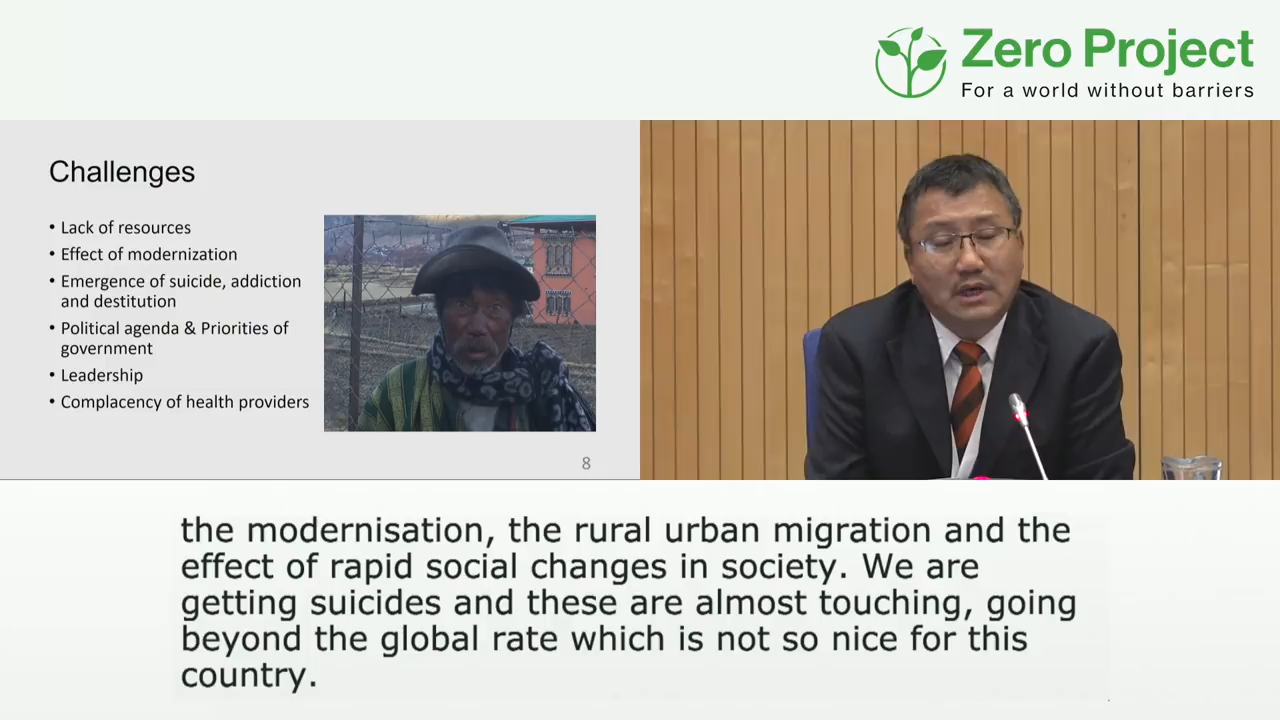 Zero Project
For a world without barriers
Challenges
• Lack of resources
• Effect of modernization
• Emergence of suicide, addiction
and destitution
• Political agenda & Priorities of
government
• Leadership
• Complacency of health providers
8
the modernisation, the rural urban migration and the
effect of rapid social changes in society. We are
getting suicides and these are almost touching, going
beyond the global rate which is not so nice for this
country.